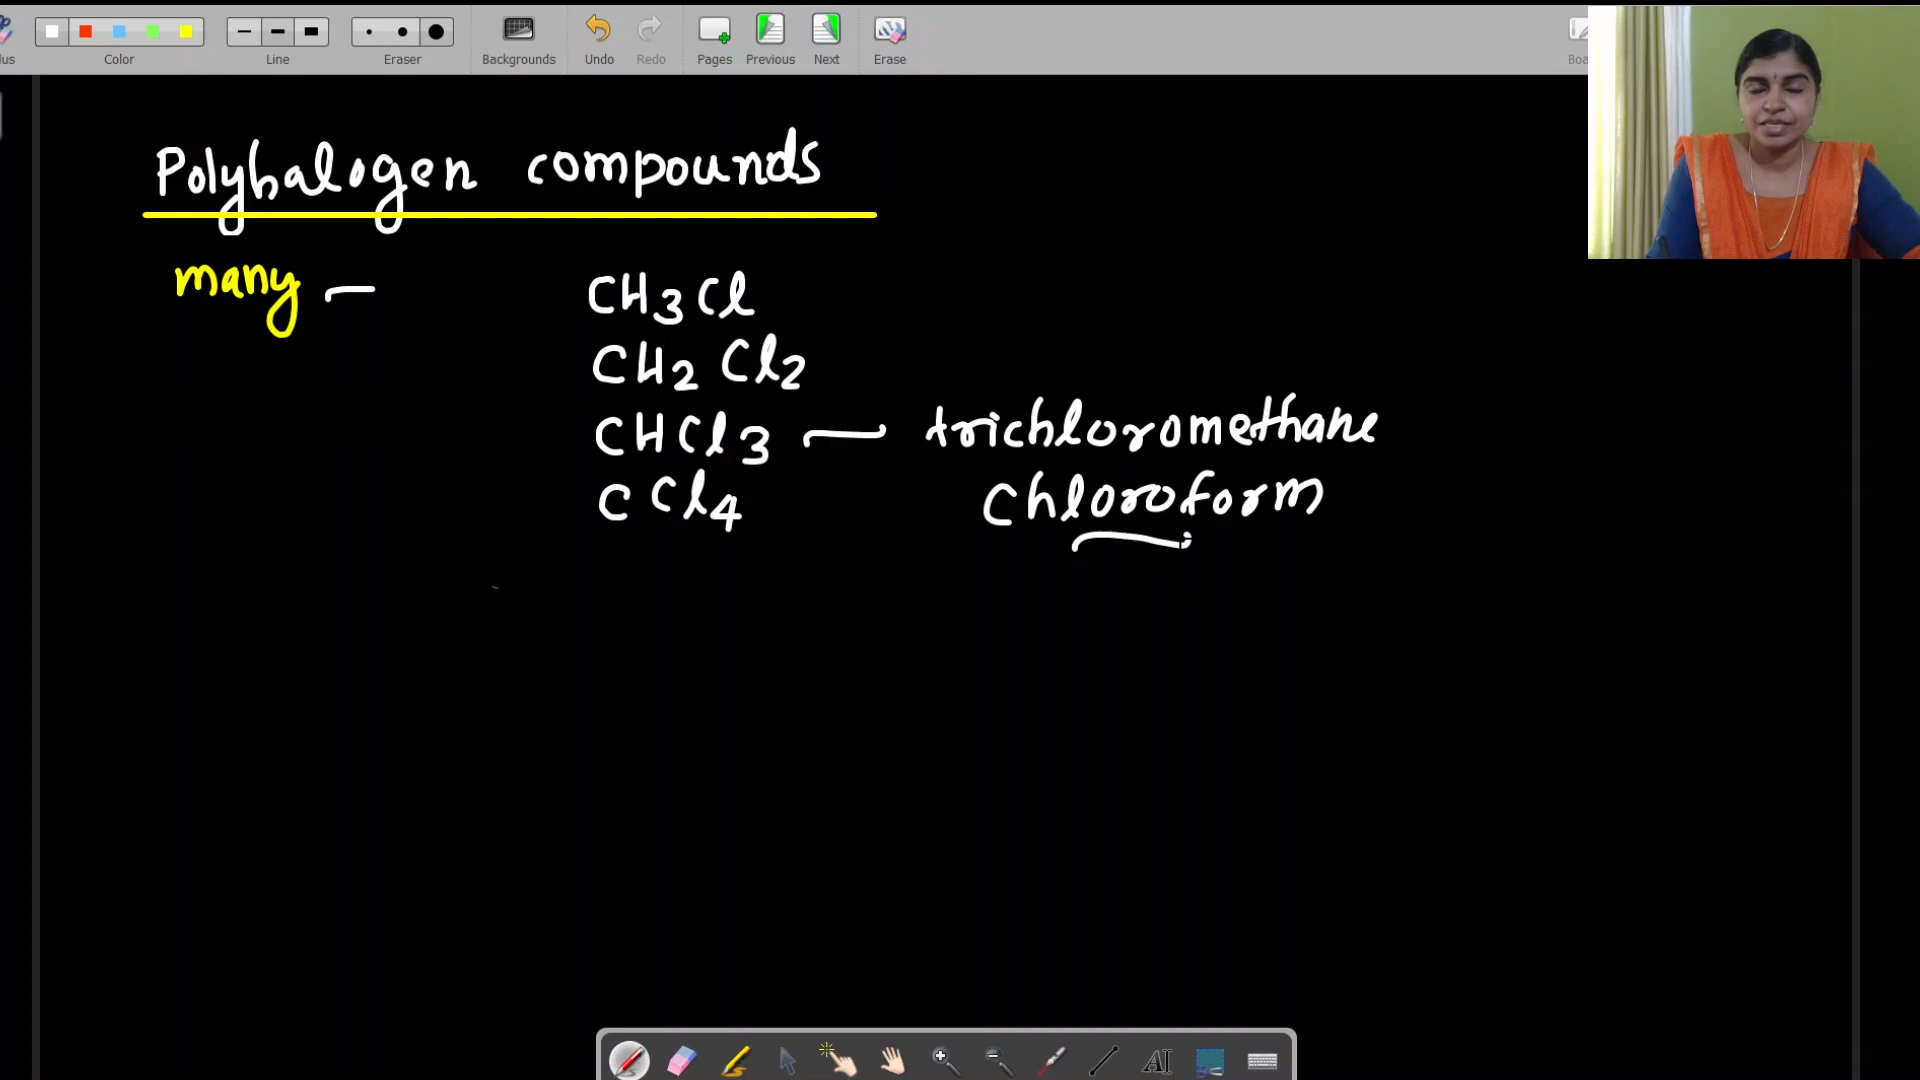 Color
Line
Eraser
Backgrounds
Undo
Redo
Pages
Previous
Next
Erase
Polyhalogen compounds
many —
CH3Cl
CH2Cl2
CHCl3 — trichloromethane
CCl4 Chloroform
AI